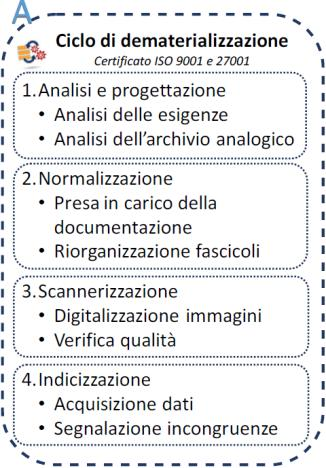 A
Ciclo di dematerializzazione
Certificato ISO 9001 e 27001
1.Analisi e progettazione
• Analisi delle esigenze
• Analisi dell'archivio analogico
2.Normalizzazione
• Presa in carico della
documentazione
• Riorganizzazione fascicoli
3.Scannerizzazione
• Digitalizzazione immagini
• Verifica qualità
4.Indicizzazione
• Acquisizione dati
• Segnalazione incongruenze